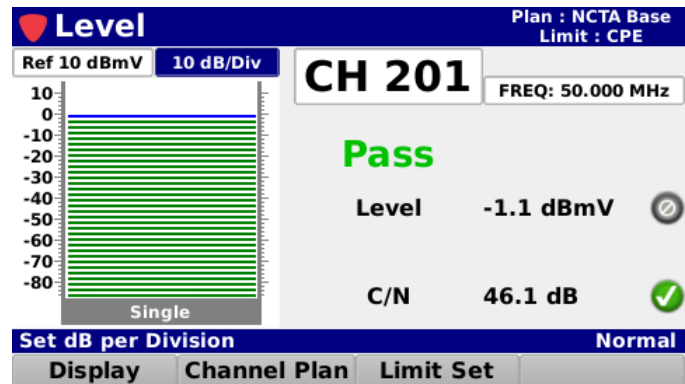 Level
Plan : NCTA Base
Limit : CPE
Ref 10 dBmV
10 dB/Div
CH 201
FREQ: 50.000 MHz
10
0
-10
-20
-30
-40
-50
-60
-70
-80
Single
Pass
Level -1.1 dBmV
C/N 46.1 dB
Set dB per Division Normal
Display Channel Plan Limit Set